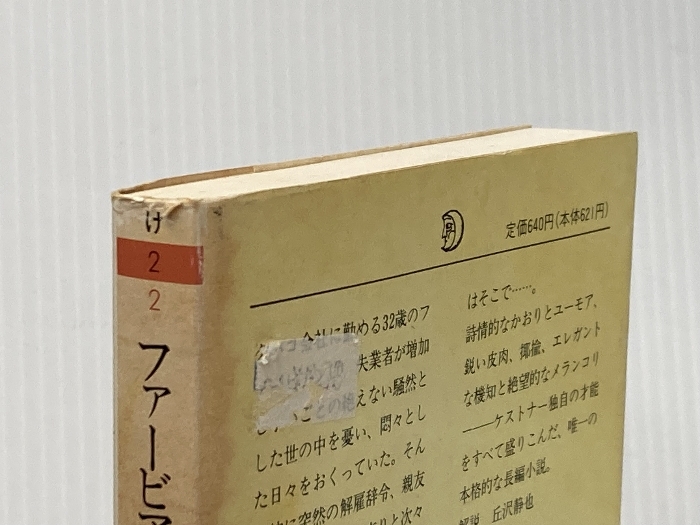 け
2
2
ファービ
定価640円(本体621円)
会社に勤める32歳のフ
失業者が増加
えない騒然と
した世の中を憂い、悶々とし
た日々をおくっていた。そん
に突然の解雇辞令、親友
りと次々
はそこで……。
詩情的なかおりとユーモア、
鋭い皮肉、揶揄、エレガント
な機知と絶望的なメランコリ
――ケストナー独自の才能
をすべて盛りこんだ、唯一の
本格的な長編小説。
解説 丘沢静也